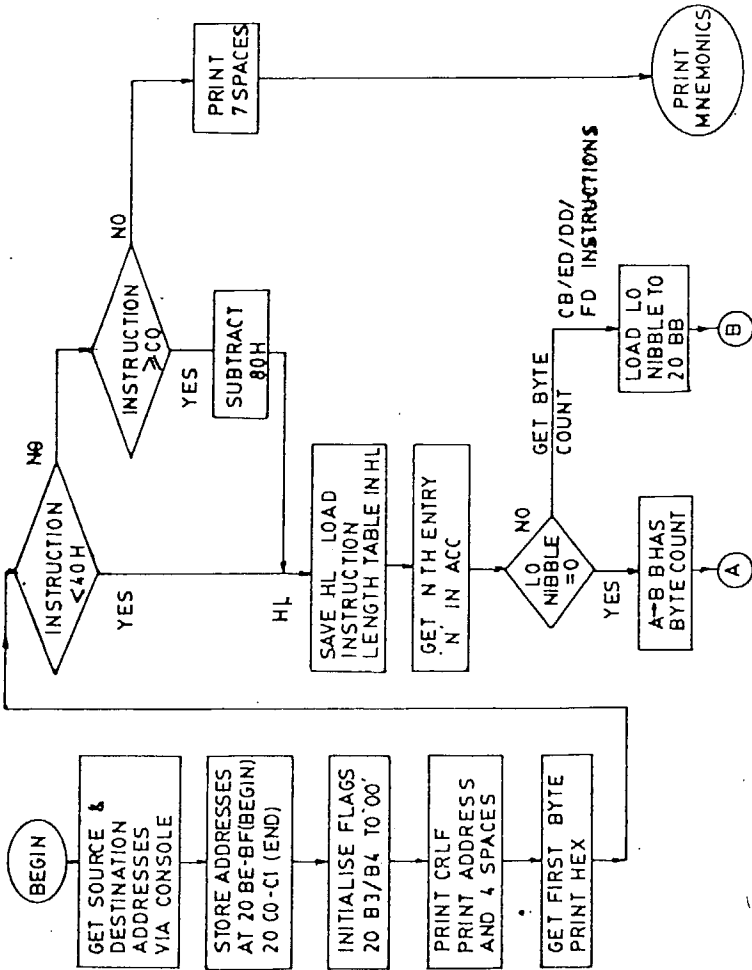 BEGIN
GET SOURCE &
DESTINATION
ADDRESSES
VIA CONSOLE
STORE ADDRESSES
AT 20 BE-BF(BEGIN)
20 C0-C1 (END)
INITIALISE FLAGS
20 B3/B4 TO '00'
PRINT CRLF
PRINT ADDRESS
AND 4 SPACES
GET FIRST BYTE
PRINT HEX
INSTRUCTION
<40H
NO
YES
INSTRUCTION
⩾C0
NO
YES
SUBTRACT
80H
PRINT
7 SPACES
PRINT
MNEMONICS
HL
SAVE HL LOAD
INSTRUCTION
LENGTH TABLE IN HL
GET N TH ENTRY
'N' IN ACC
LO
NIBBLE
=0
NO
YES
GET BYTE
COUNT
CB/ED/DD/
FD INSTRUCTIONS
A→B B HAS
BYTE COUNT
A
LOAD LO
NIBBLE TO
20 BB
B